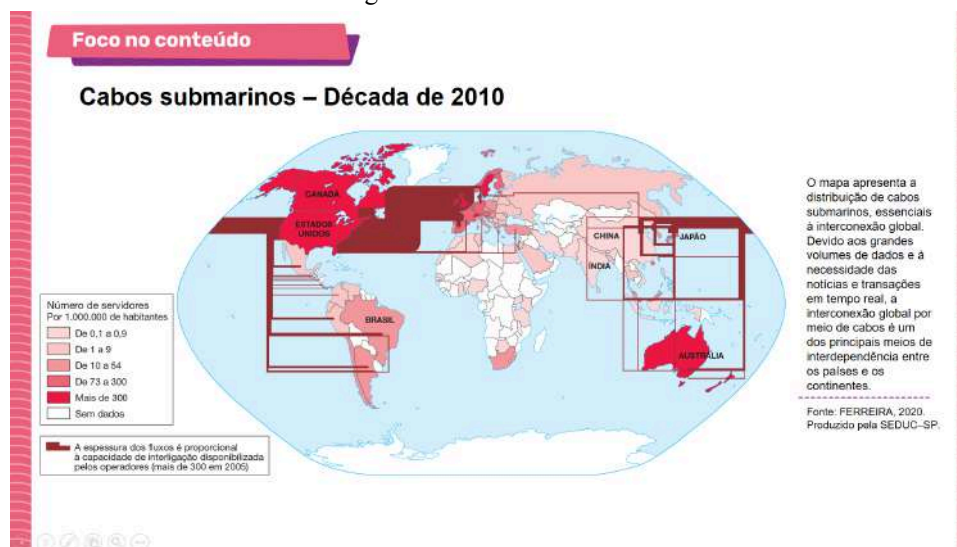 Foco no conteúdo
Cabos submarinos – Década de 2010
CANADÁ
ESTADOS
UNIDOS
CHINA
JAPÃO
ÍNDIA
BRASIL
AUSTRÁLIA
Número de servidores
Por 1.000.000 de habitantes
De 0,1 a 0,9
De 1 a 9
De 10 a 54
De 73 a 300
Mais de 300
Sem dados
A espessura dos fluxos é proporcional
à capacidade de interligação disponibilizada
pelos operadores (mais de 300 em 2005)
O mapa apresenta a
distribuição de cabos
submarinos, essenciais
à interconexão global.
Devido aos grandes
volumes de dados e à
necessidade das
notícias e transações
em tempo real, a
interconexão global por
meio de cabos é um
dos principais meios de
interdependência entre
os países e os
continentes.
Fonte: FERREIRA, 2020.
Produzido pela SEDUC–SP.